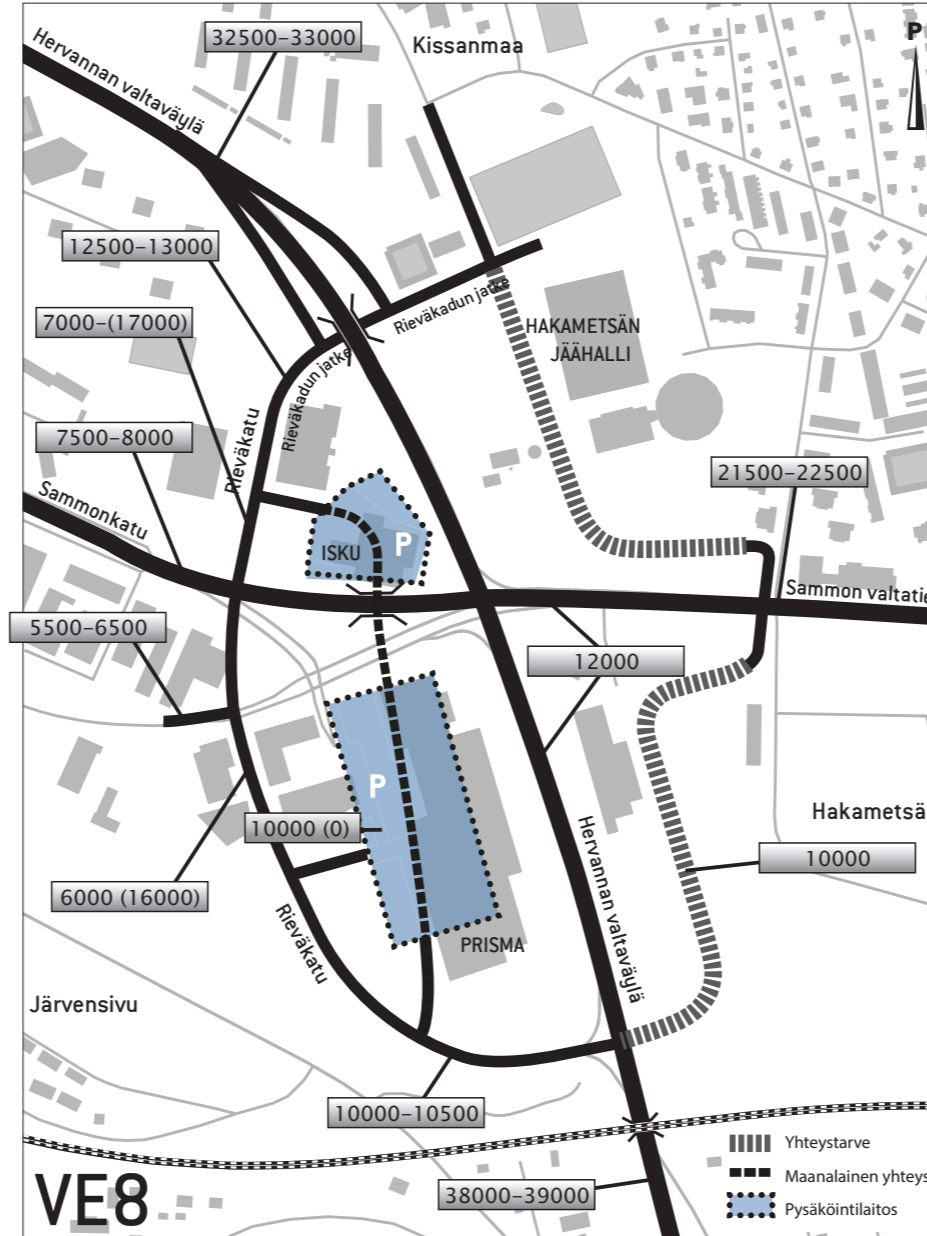 32500–33000
Kissanmaa
P
Hervannan valtaväylä
12500–13000
7000–(17000)
Rieväkadun jatke
HAKAMETSÄN
JÄÄHALLI
Rieväkadun jatke
Rieväkatu
7500–8000
21500–22500
Sammonkatu
ISKU
P
Sammon valtatie
5500–6500
12000
P
Hakametsä
10000 (0)
Hervannan valtaväylä
10000
6000 (16000)
Rieväkatu
PRISMA
Järvensivu
10000–10500
Yhteystarve
Maanalainen yhteys
Pysäköintilaitos
VE8
38000–39000